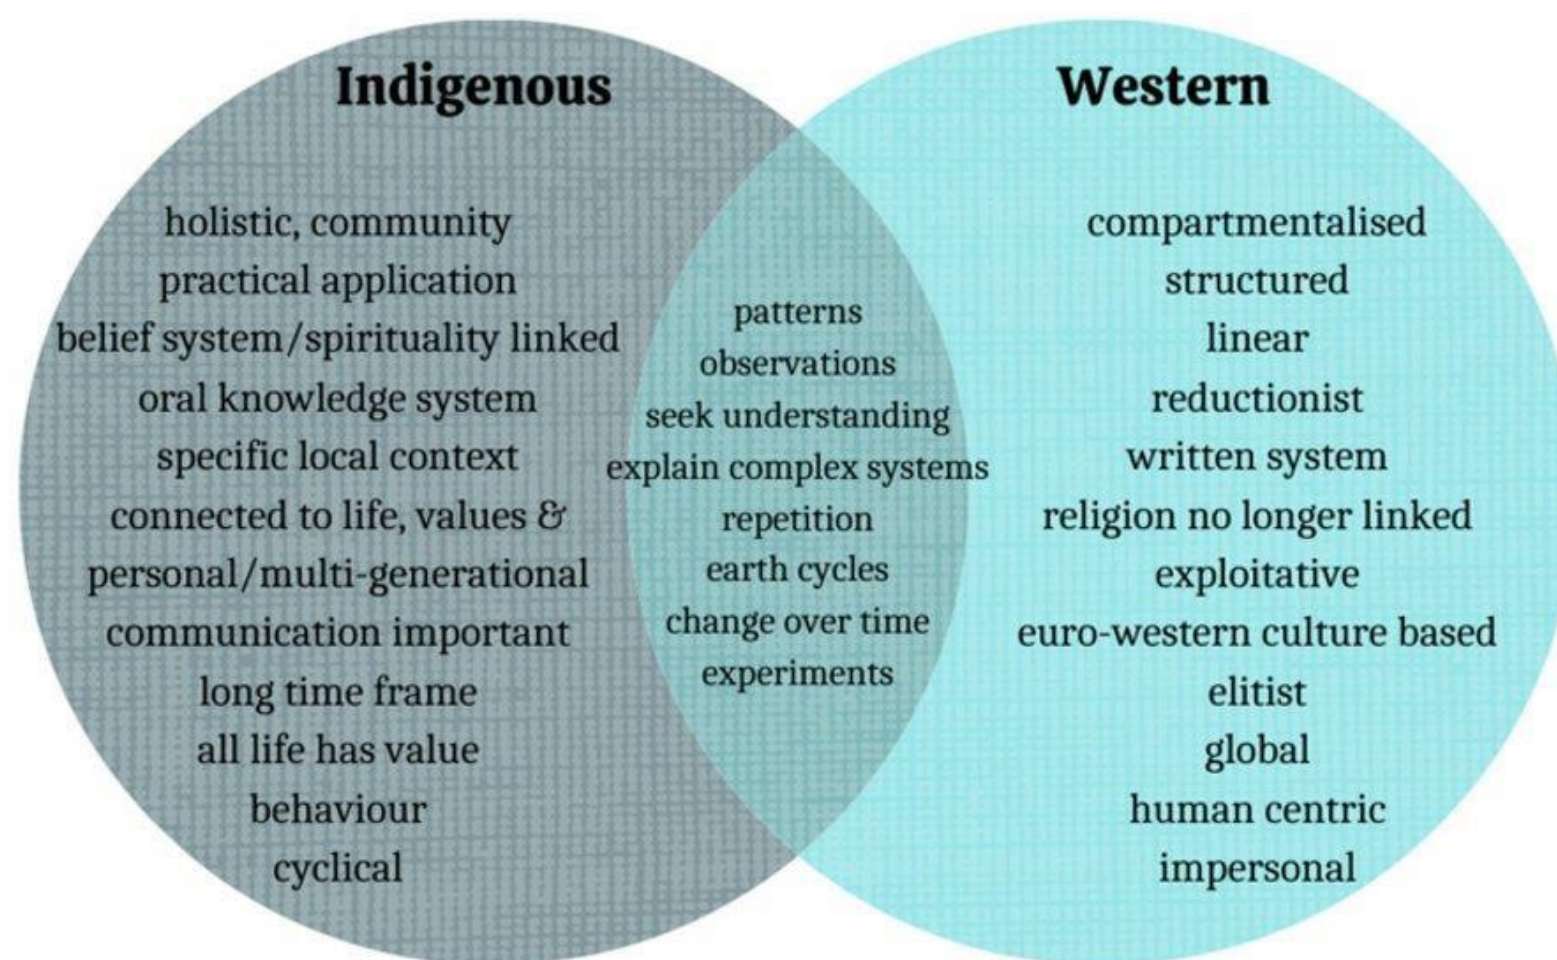 Indigenous
holistic, community
practical application
belief system/spirituality linked
oral knowledge system
specific local context
connected to life, values &
personal/multi-generational
communication important
long time frame
all life has value
behaviour
cyclical
patterns
observations
seek understanding
explain complex systems
repetition
earth cycles
change over time
experiments
Western
compartmentalised
structured
linear
reductionist
written system
religion no longer linked
exploitative
euro-western culture based
elitist
global
human centric
impersonal